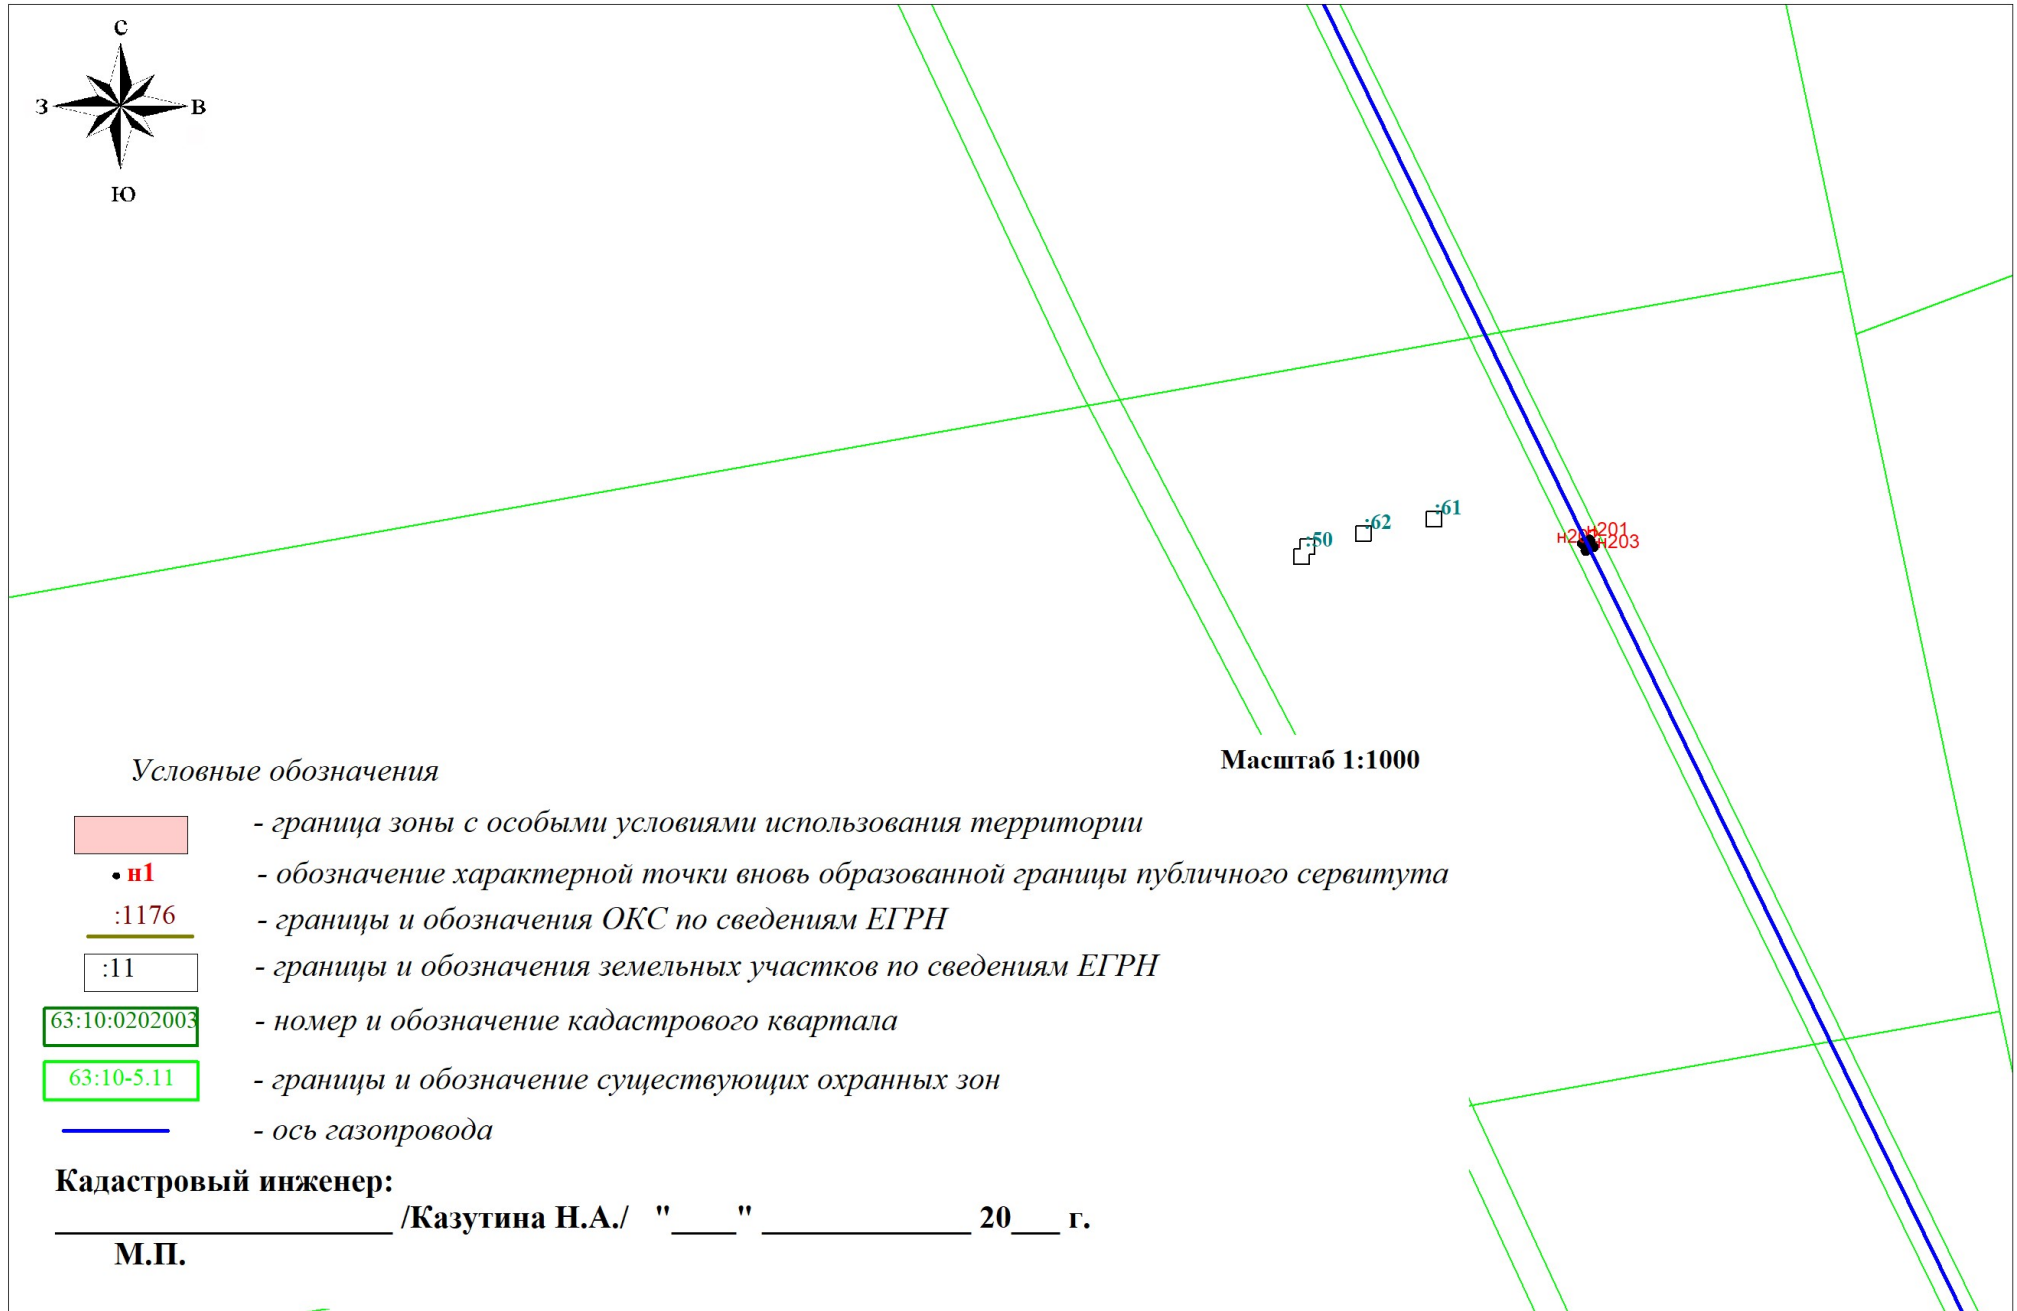 С
З В
Ю
:61
:62
:50
н201
н203
Масштаб 1:1000
Условные обозначения
- граница зоны с особыми условиями использования территории
н1 - обозначение характерной точки вновь образованной границы публичного сервитута
:1176 - границы и обозначения ОКС по сведениям ЕГРН
:11 - границы и обозначения земельных участков по сведениям ЕГРН
63:10:0202003 - номер и обозначение кадастрового квартала
63:10-5.11 - границы и обозначение существующих охранных зон
- ось газопровода
Кадастровый инженер:
_____________________ /Казутина Н.А./ "____" _____________ 20___ г.
М.П.